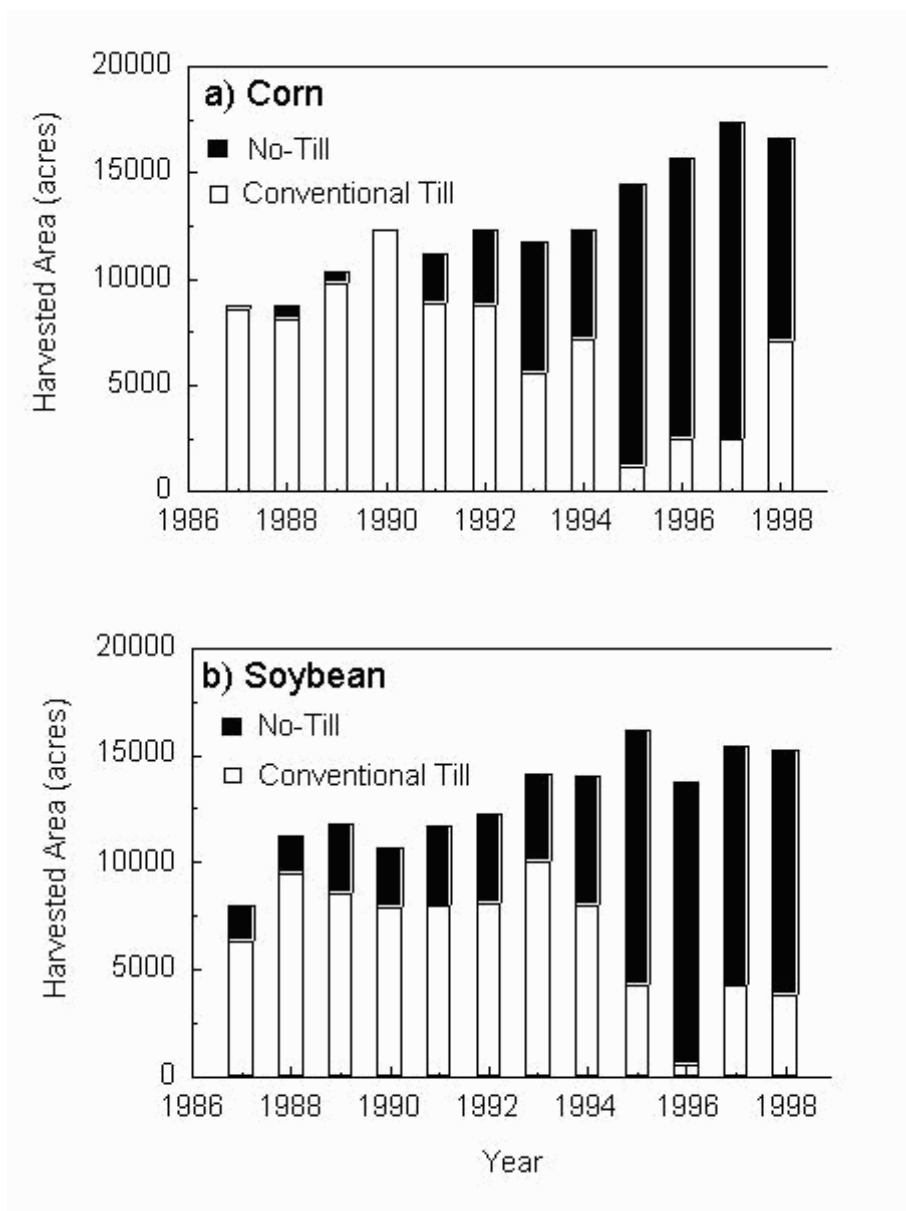 20000
a) Corn
No-Till
15000
Conventional Till
10000
5000
0
Harvested Area (acres)
1986 1988 1990 1992 1994 1996 1998
20000
b) Soybean
No-Till
15000
Conventional Till
10000
5000
0
Harvested Area (acres)
1986 1988 1990 1992 1994 1996 1998
Year